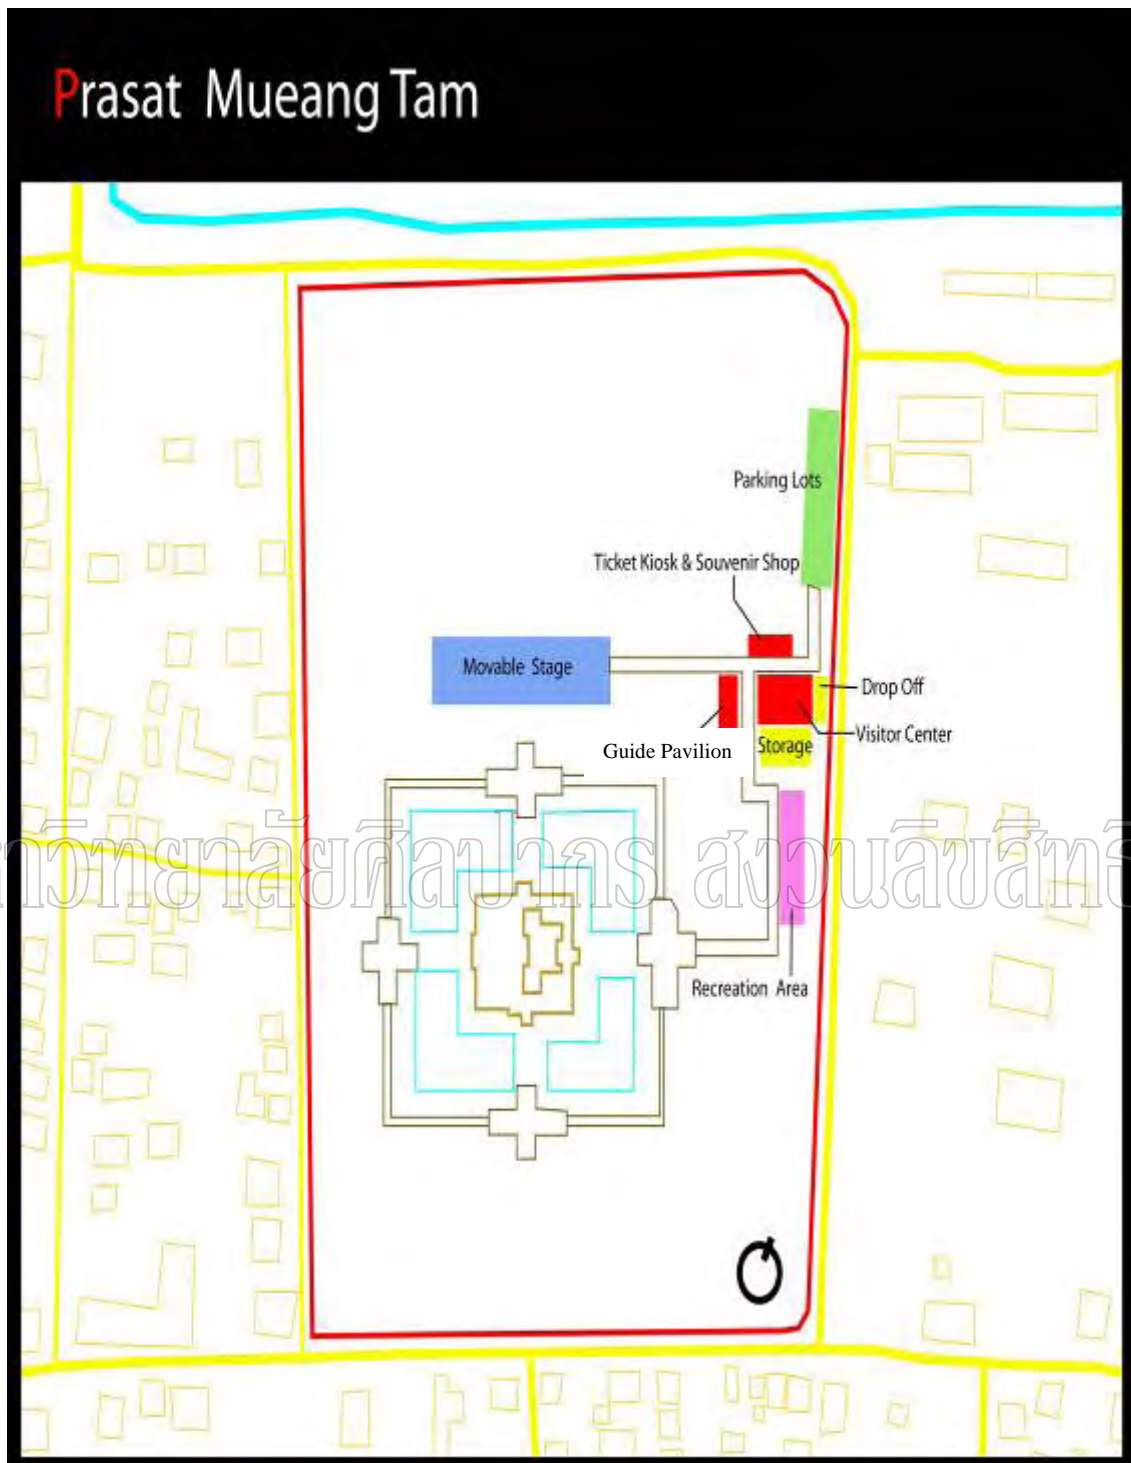 Prasat Mueang Tam
Parking Lots
Ticket Kiosk & Souvenir Shop
Movable Stage
Drop Off
Visitor Center
Guide Pavilion
Storage
Recreation Area